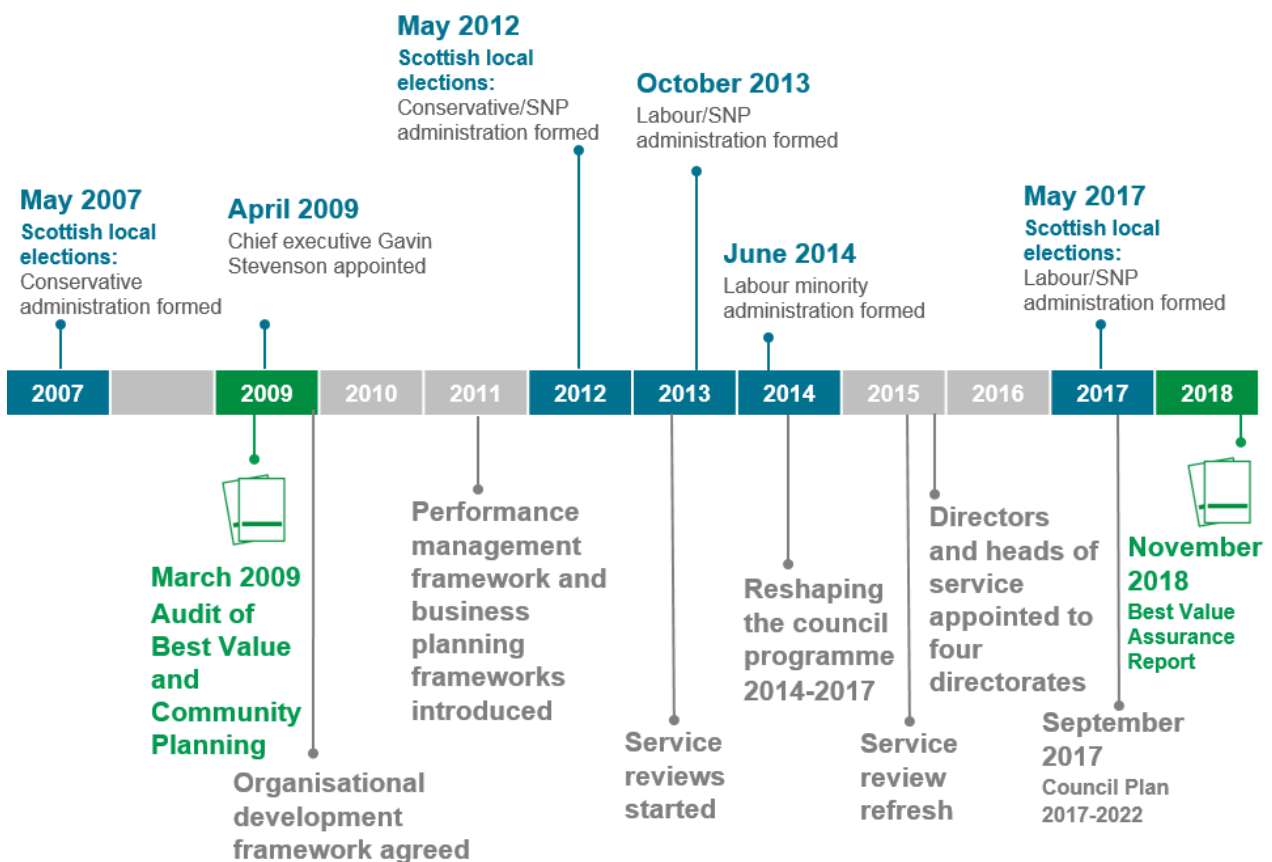 May 2012
Scottish local
elections:
Conservative/SNP
administration formed
October 2013
Labour/SNP
administration formed
May 2007
Scottish local
elections:
Conservative
administration formed
April 2009
Chief executive Gavin
Stevenson appointed
June 2014
Labour minority
administration formed
May 2017
Scottish local
elections:
Labour/SNP
administration formed
2007
2009
2010
2011
2012
2013
2014
2015
2016
2017
2018
March 2009
Audit of
Best Value
and
Community
Planning
Organisational
development
framework agreed
Performance
management
framework and
business
planning
frameworks
introduced
Service
reviews
started
Reshaping
the council
programme
2014-2017
Service
review
refresh
Directors
and heads of
service
appointed to
four
directorates
September
2017
Council Plan
2017-2022
November
2018
Best Value
Assurance
Report